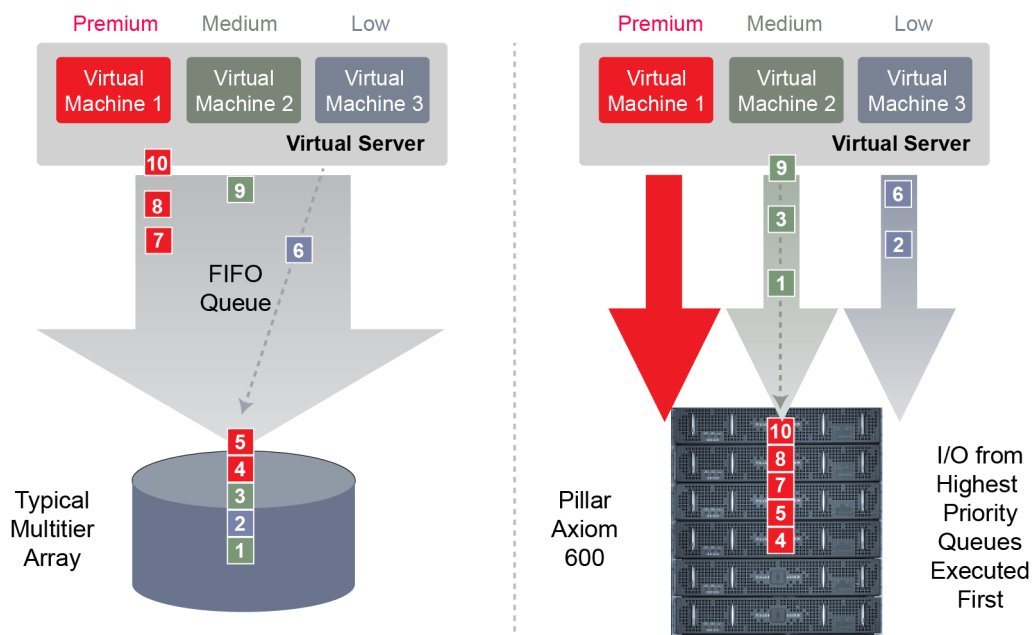 Premium Medium Low
Virtual Machine 1
Virtual Machine 2
Virtual Machine 3
Virtual Server
10
9
8
7
6
FIFO
Queue
5
4
3
2
1
Typical
Multitier
Array
Premium Medium Low
Virtual Machine 1
Virtual Machine 2
Virtual Machine 3
Virtual Server
9
6
3
2
1
10
8
7
5
4
Pillar
Axiom
600
I/O from
Highest
Priority
Queues
Executed
First